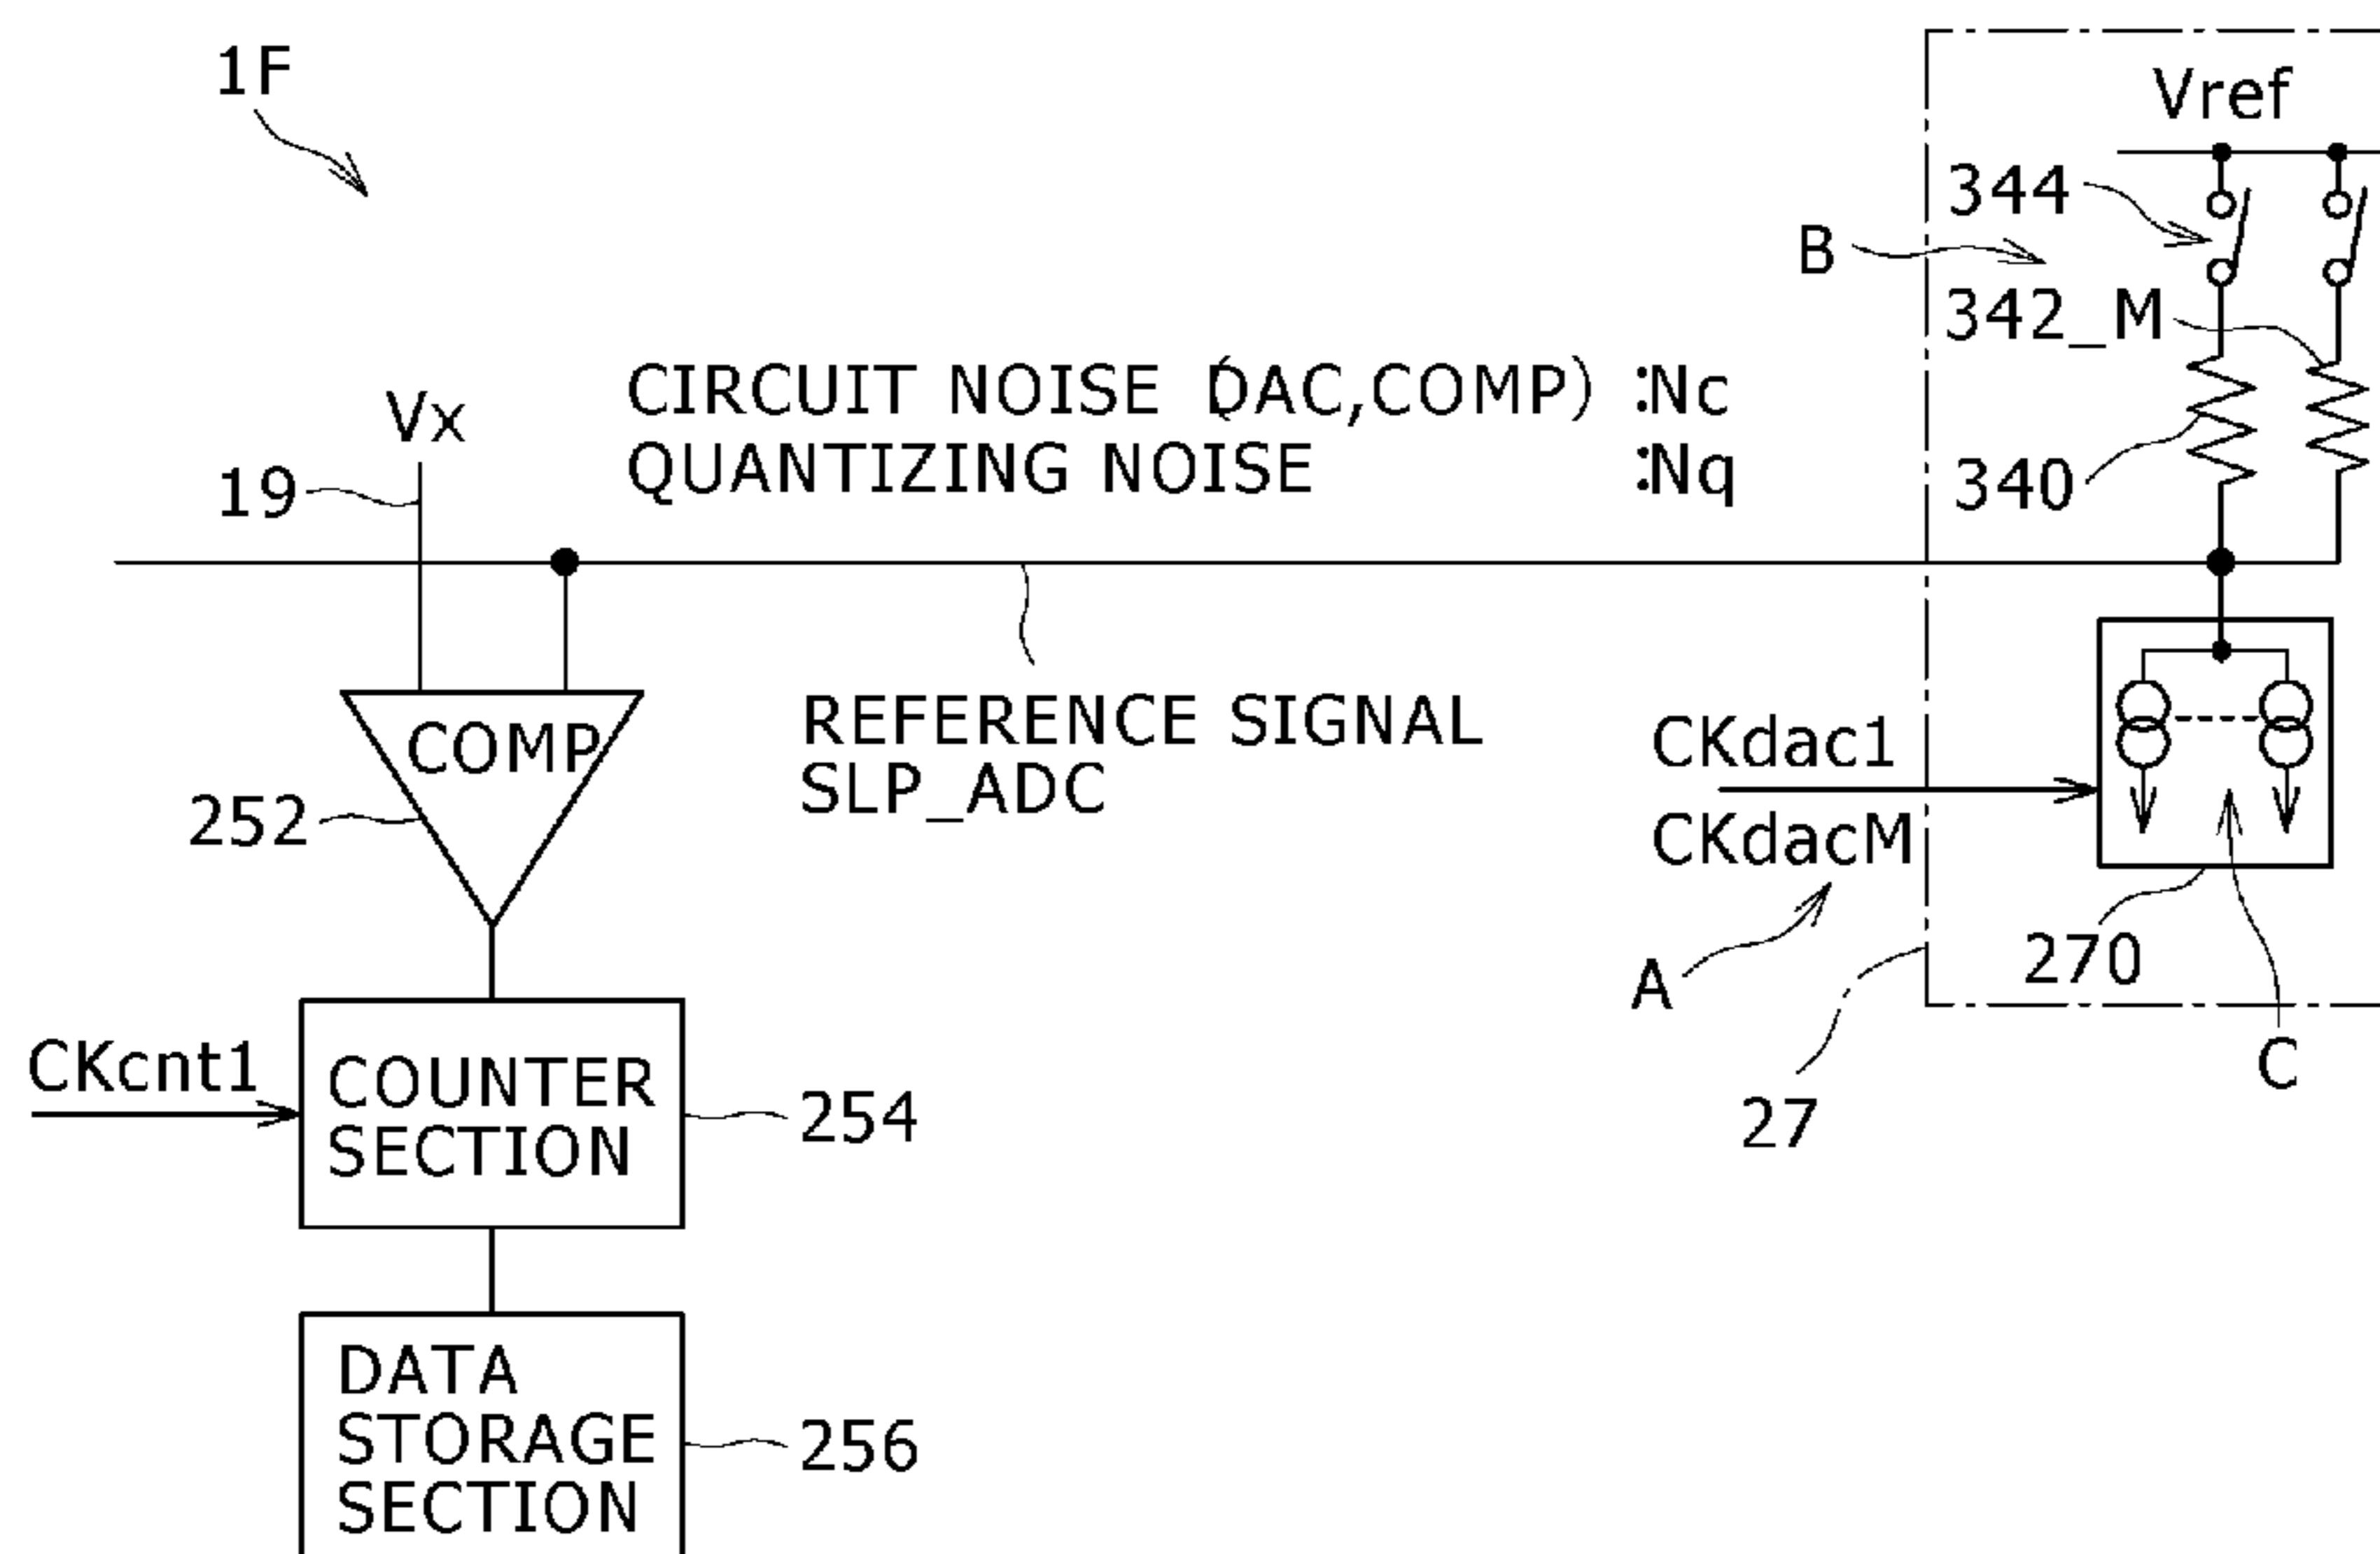 1F
Vref
344
B
342_M
CIRCUIT NOISE (DAC,COMP) :Nc
Vx
QUANTIZING NOISE :Nq
19
340
COMP
REFERENCE SIGNAL
SLP_ADC
CKdac1
252
CKdacM
270
A
CKcnt1
COUNTER
SECTION
254
C
27
DATA
STORAGE
SECTION
256